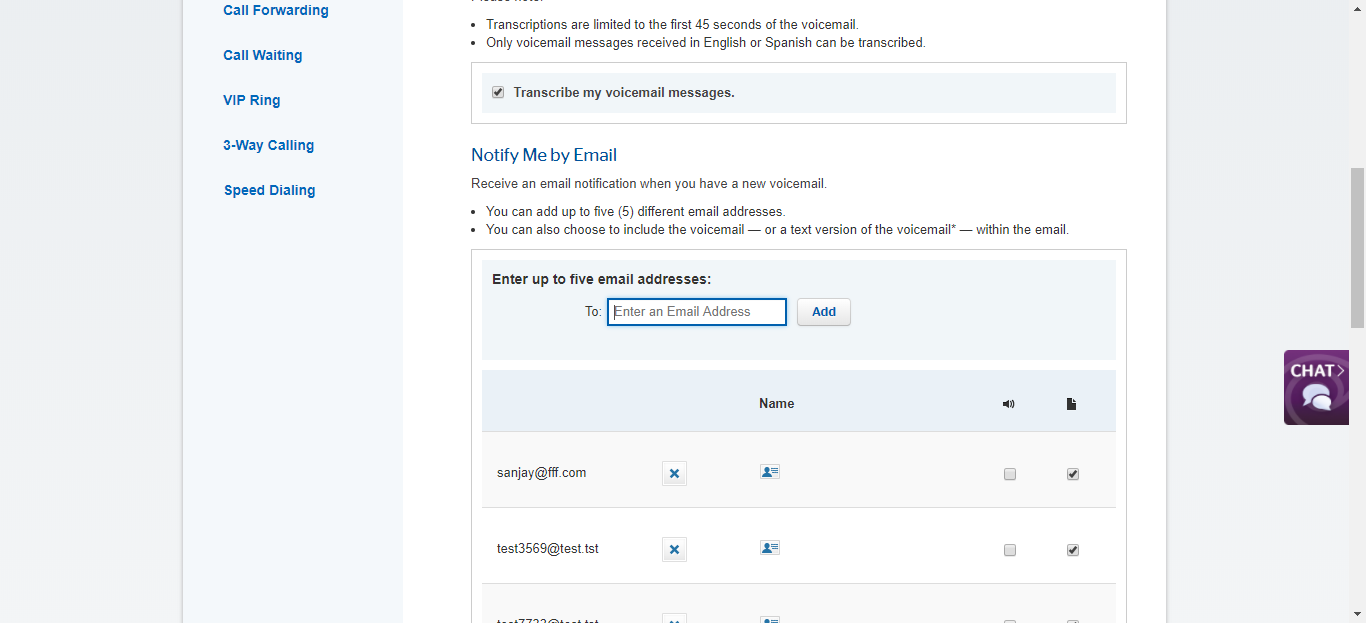 Call Forwarding
Call Waiting
VIP Ring
3-Way Calling
Speed Dialing
Transcriptions are limited to the first 45 seconds of the voicemail.
Only voicemail messages received in English or Spanish can be transcribed.
Transcribe my voicemail messages.
Notify Me by Email
Receive an email notification when you have a new voicemail.
You can add up to five (5) different email addresses.
You can also choose to include the voicemail — or a text version of the voicemail* — within the email.
Enter up to five email addresses:
To: Enter an Email Address Add
Name
sanjay@fff.com
test3569@test.tst
CHAT